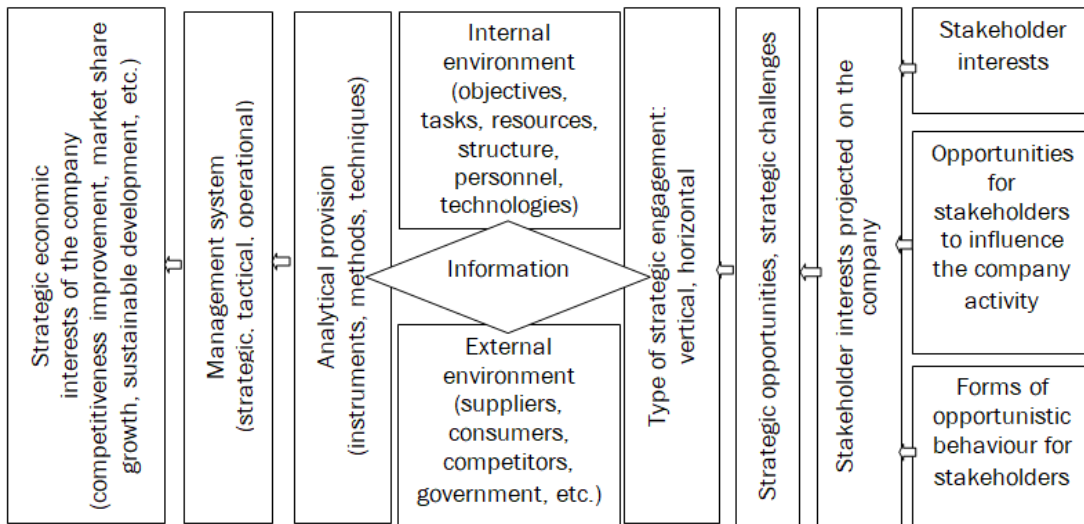 Strategic economic
interests of the company
(competitiveness improvement, market share
growth, sustainable development, etc.)
Management system
(strategic, tactical, operational)
Analytical provision
(instruments, methods, techniques)
Internal
environment
(objectives,
tasks, resources,
structure,
personnel,
technologies)
Information
External
environment
(suppliers,
consumers,
competitors,
government, etc.)
Type of strategic engagement:
vertical, horizontal
Strategic opportunities, strategic challenges
Stakeholder interests projected on the
company
Stakeholder
interests
Opportunities
for
stakeholders
to influence
the company
activity
Forms of
opportunistic
behaviour for
stakeholders